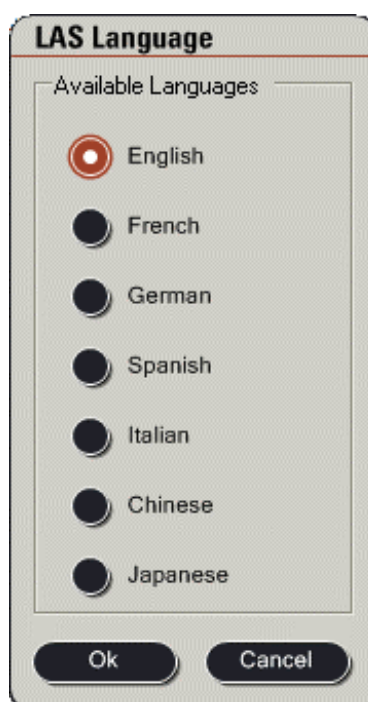 LAS Language
Available Languages
English
French
German
Spanish
Italian
Chinese
Japanese
Ok
Cancel